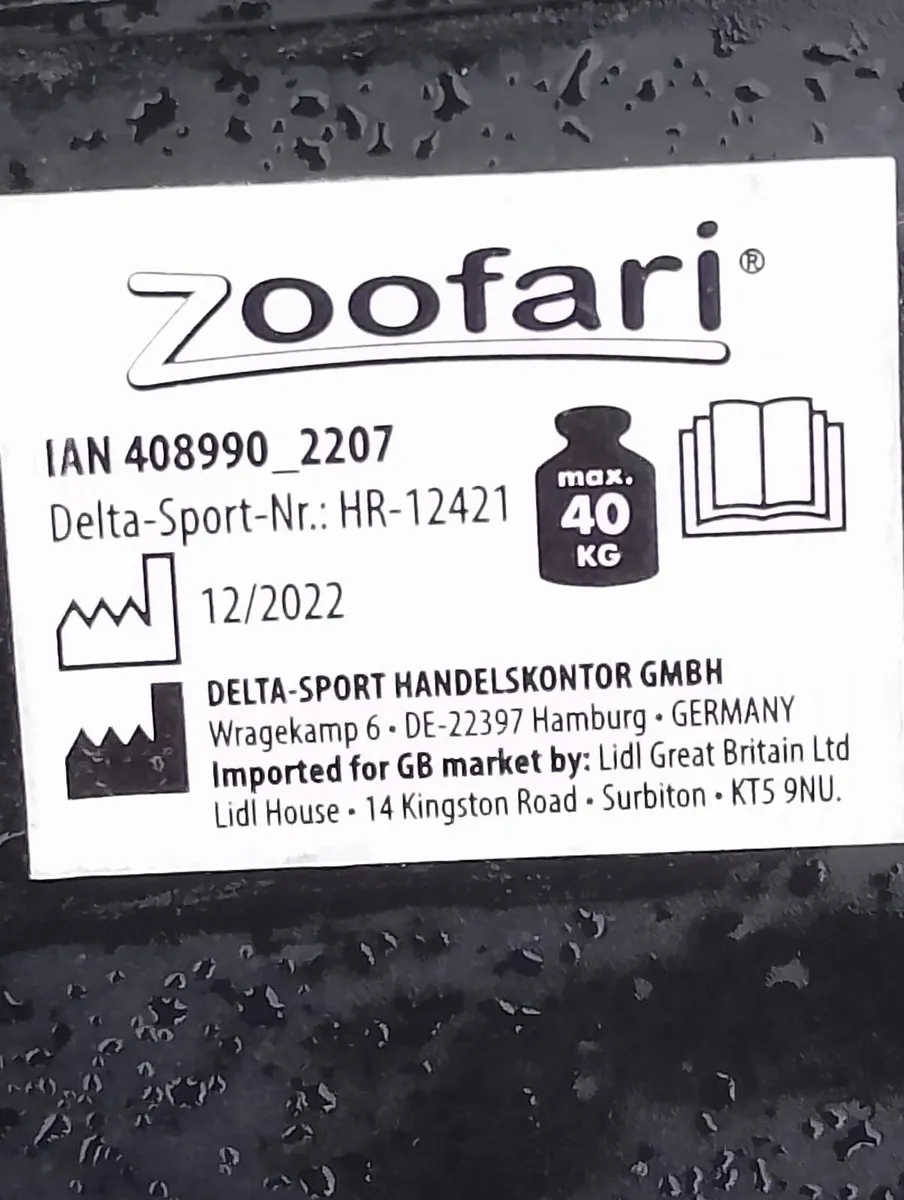 Zoofari®
IAN 408990_2207
Delta-Sport-Nr.: HR-12421
max.
40
KG
12/2022
DELTA-SPORT HANDELSKONTOR GMBH
Wragekamp 6 • DE-22397 Hamburg • GERMANY
Imported for GB market by: Lidl Great Britain Ltd
Lidl House • 14 Kingston Road • Surbiton • KT5 9NU.